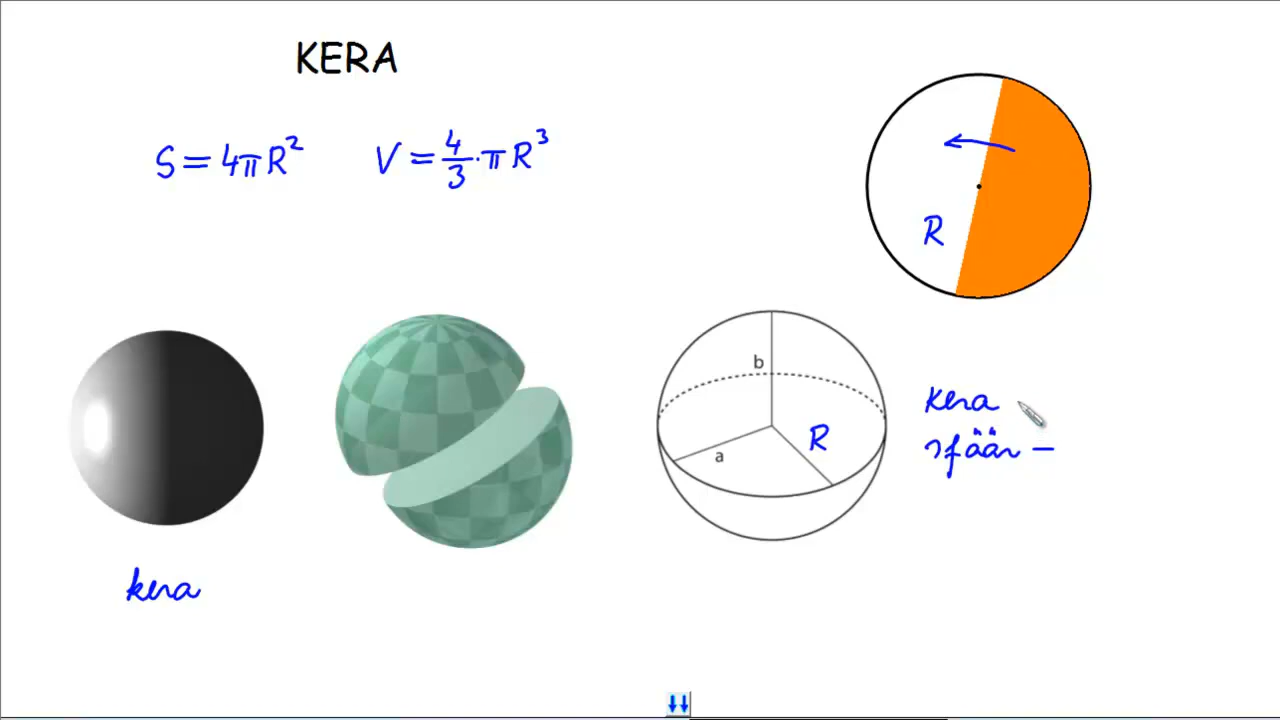 KERA
S = 4πR²
V = 4/3 · πR³
R
b
a
R
Kera
sfäär –
kera